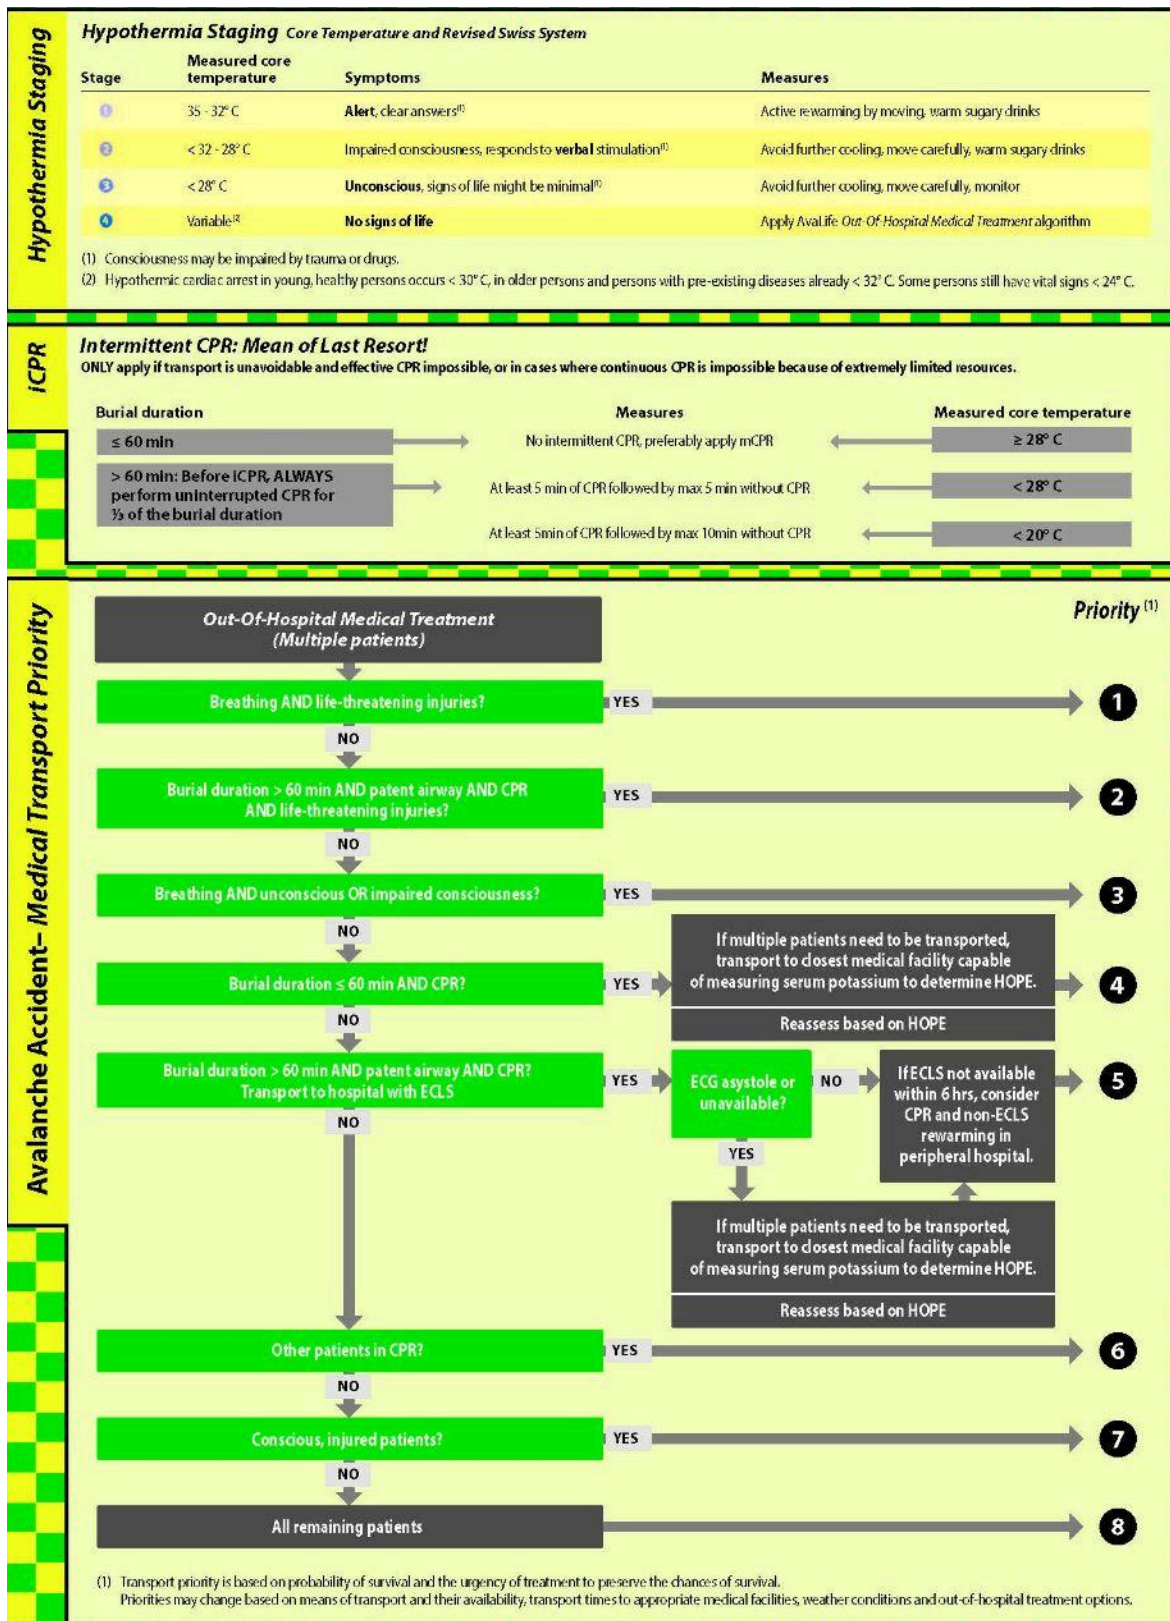 Hypothermia Staging
Hypothermia Staging Core Temperature and Revised Swiss System
Stage Measured core temperature Symptoms Measures
1 35 - 32° C Alert, clear answers(1) Active rewarming by moving, warm sugary drinks
2 < 32 - 28° C Impaired consciousness, responds to verbal stimulation(1) Avoid further cooling, move carefully, warm sugary drinks
3 < 28° C Unconscious, signs of life might be minimal(1) Avoid further cooling, move carefully, monitor
4 Variable(2) No signs of life Apply AvaLife Out-Of-Hospital Medical Treatment algorithm
(1) Consciousness may be impaired by trauma or drugs.
(2) Hypothermic cardiac arrest in young, healthy persons occurs < 30° C, in older persons and persons with pre-existing diseases already < 32° C. Some persons still have vital signs < 24° C.
iCPR
Intermittent CPR: Mean of Last Resort!
ONLY apply if transport is unavoidable and effective CPR impossible, or in cases where continuous CPR is impossible because of extremely limited resources.
Burial duration Measures Measured core temperature
≤ 60 min No intermittent CPR, preferably apply mCPR ≥ 28° C
> 60 min: Before iCPR, ALWAYS
perform uninterrupted CPR for
⅓ of the burial duration
At least 5 min of CPR followed by max 5 min without CPR < 28° C
At least 5min of CPR followed by max 10min without CPR < 20° C
Avalanche Accident– Medical Transport Priority
Out-Of-Hospital Medical Treatment
(Multiple patients)
Priority (1)
Breathing AND life-threatening injuries? YES 1
NO
Burial duration > 60 min AND patent airway AND CPR
AND life-threatening injuries?
YES 2
NO
Breathing AND unconscious OR impaired consciousness? YES 3
NO
Burial duration ≤ 60 min AND CPR? YES
If multiple patients need to be transported,
transport to closest medical facility capable
of measuring serum potassium to determine HOPE.
Reassess based on HOPE
4
NO
Burial duration > 60 min AND patent airway AND CPR?
Transport to hospital with ECLS
YES
ECG asystole or
unavailable?
NO
If ECLS not available
within 6 hrs, consider
CPR and non-ECLS
rewarming in
peripheral hospital.
5
NO
YES
If multiple patients need to be transported,
transport to closest medical facility capable
of measuring serum potassium to determine HOPE.
Reassess based on HOPE
Other patients in CPR? YES 6
NO
Conscious, injured patients? YES 7
NO
All remaining patients 8
(1) Transport priority is based on probability of survival and the urgency of treatment to preserve the chances of survival.
Priorities may change based on means of transport and their availability, transport times to appropriate medical facilities, weather conditions and out-of-hospital treatment options.